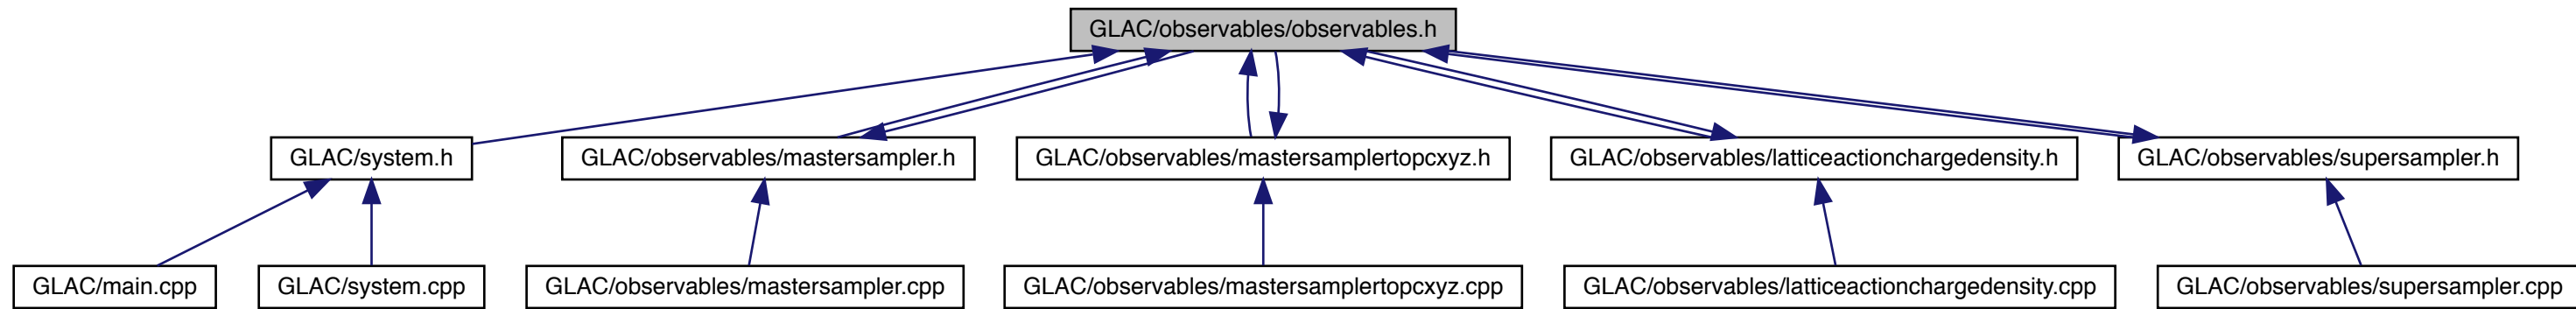 GLAC/observables/observables.h
GLAC/system.h
GLAC/observables/mastersampler.h
GLAC/observables/mastersamplertopcxyz.h
GLAC/observables/latticeactionchargedensity.h
GLAC/observables/supersampler.h
GLAC/main.cpp
GLAC/system.cpp
GLAC/observables/mastersampler.cpp
GLAC/observables/mastersamplertopcxyz.cpp
GLAC/observables/latticeactionchargedensity.cpp
GLAC/observables/supersampler.cpp